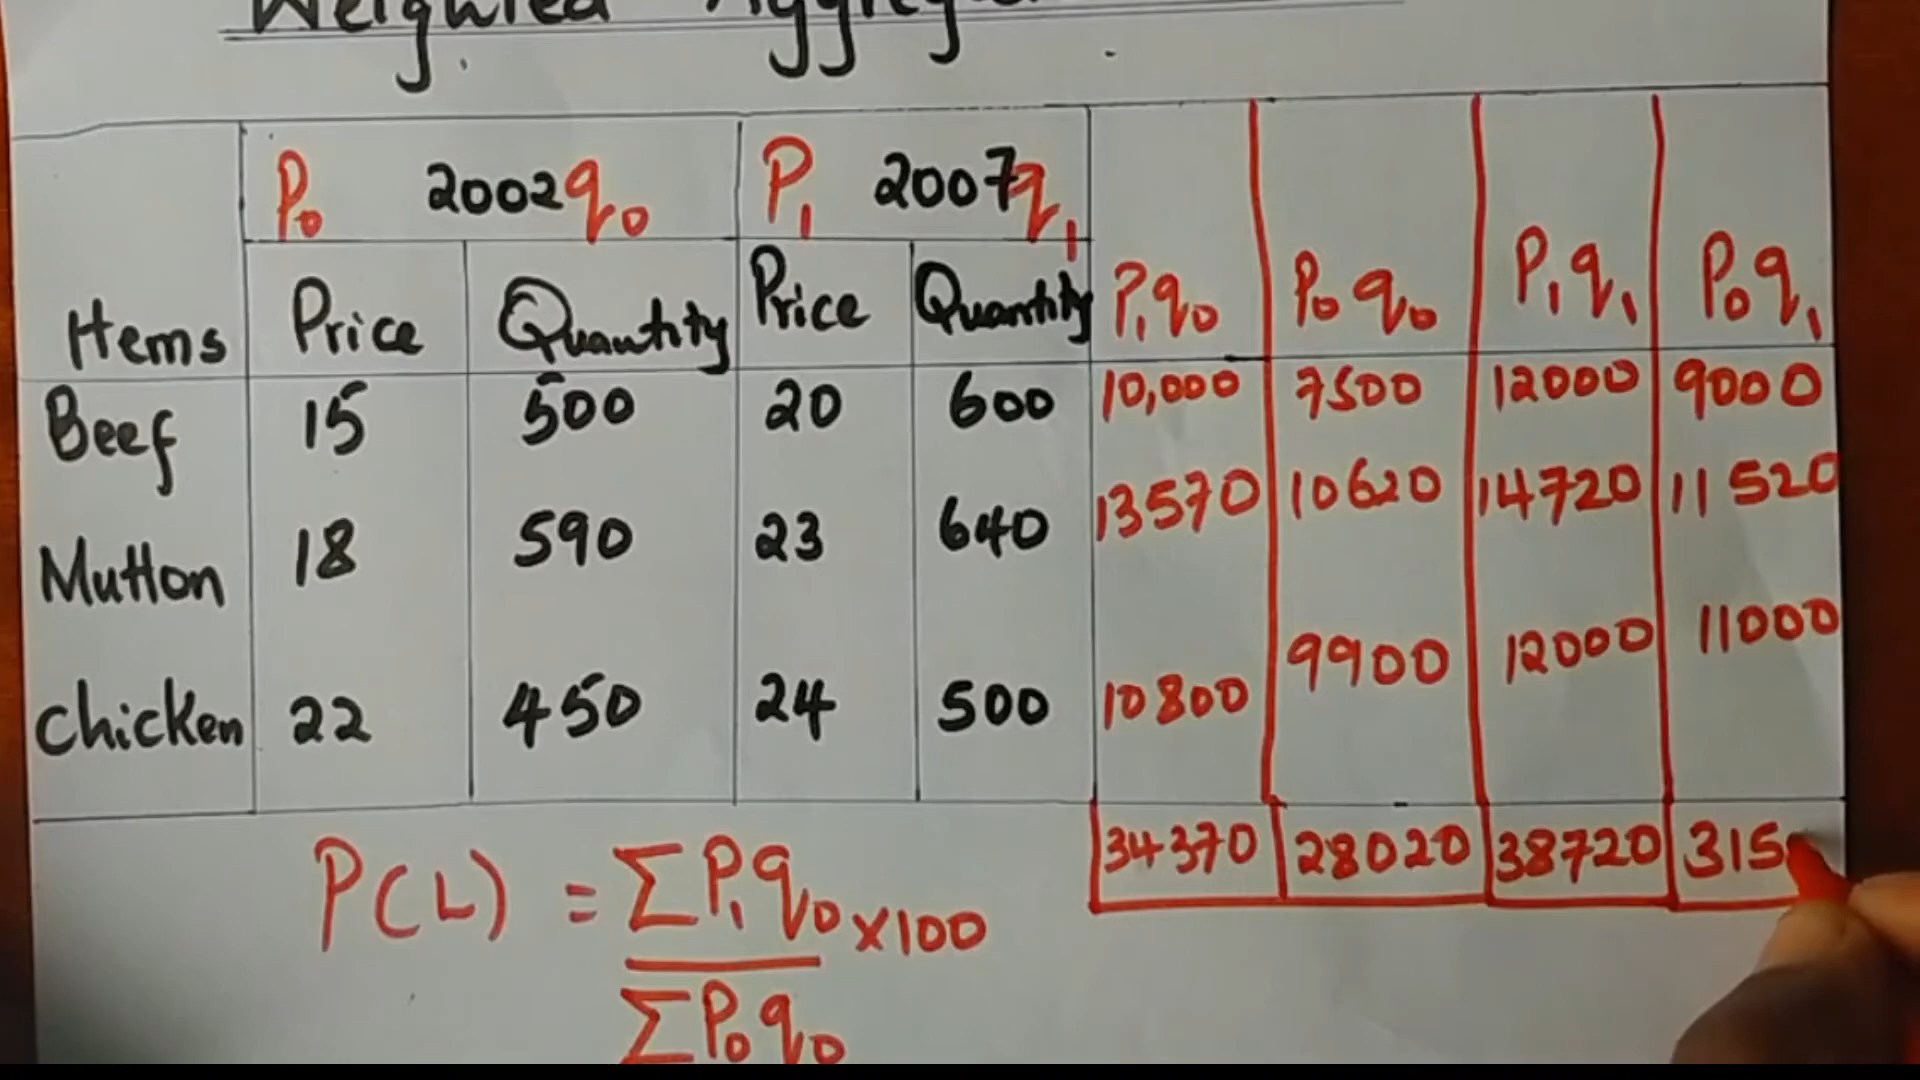 Weighted
P₀ 2002 q₀ P₁ 2007 q₁
Items Price Quantity Price Quantity P₁q₀ P₀q₀ P₁q₁ P₀q₁
Beef 15 500 20 600 10,000 7500 12000 9000
Mutton 18 590 23 640 13570 10620 14720 11520
Chicken 22 450 24 500 10800 9900 12000 11000
34370 28020 38720 315
P(L) = ΣP₁q₀ x100
ΣP₀q₀